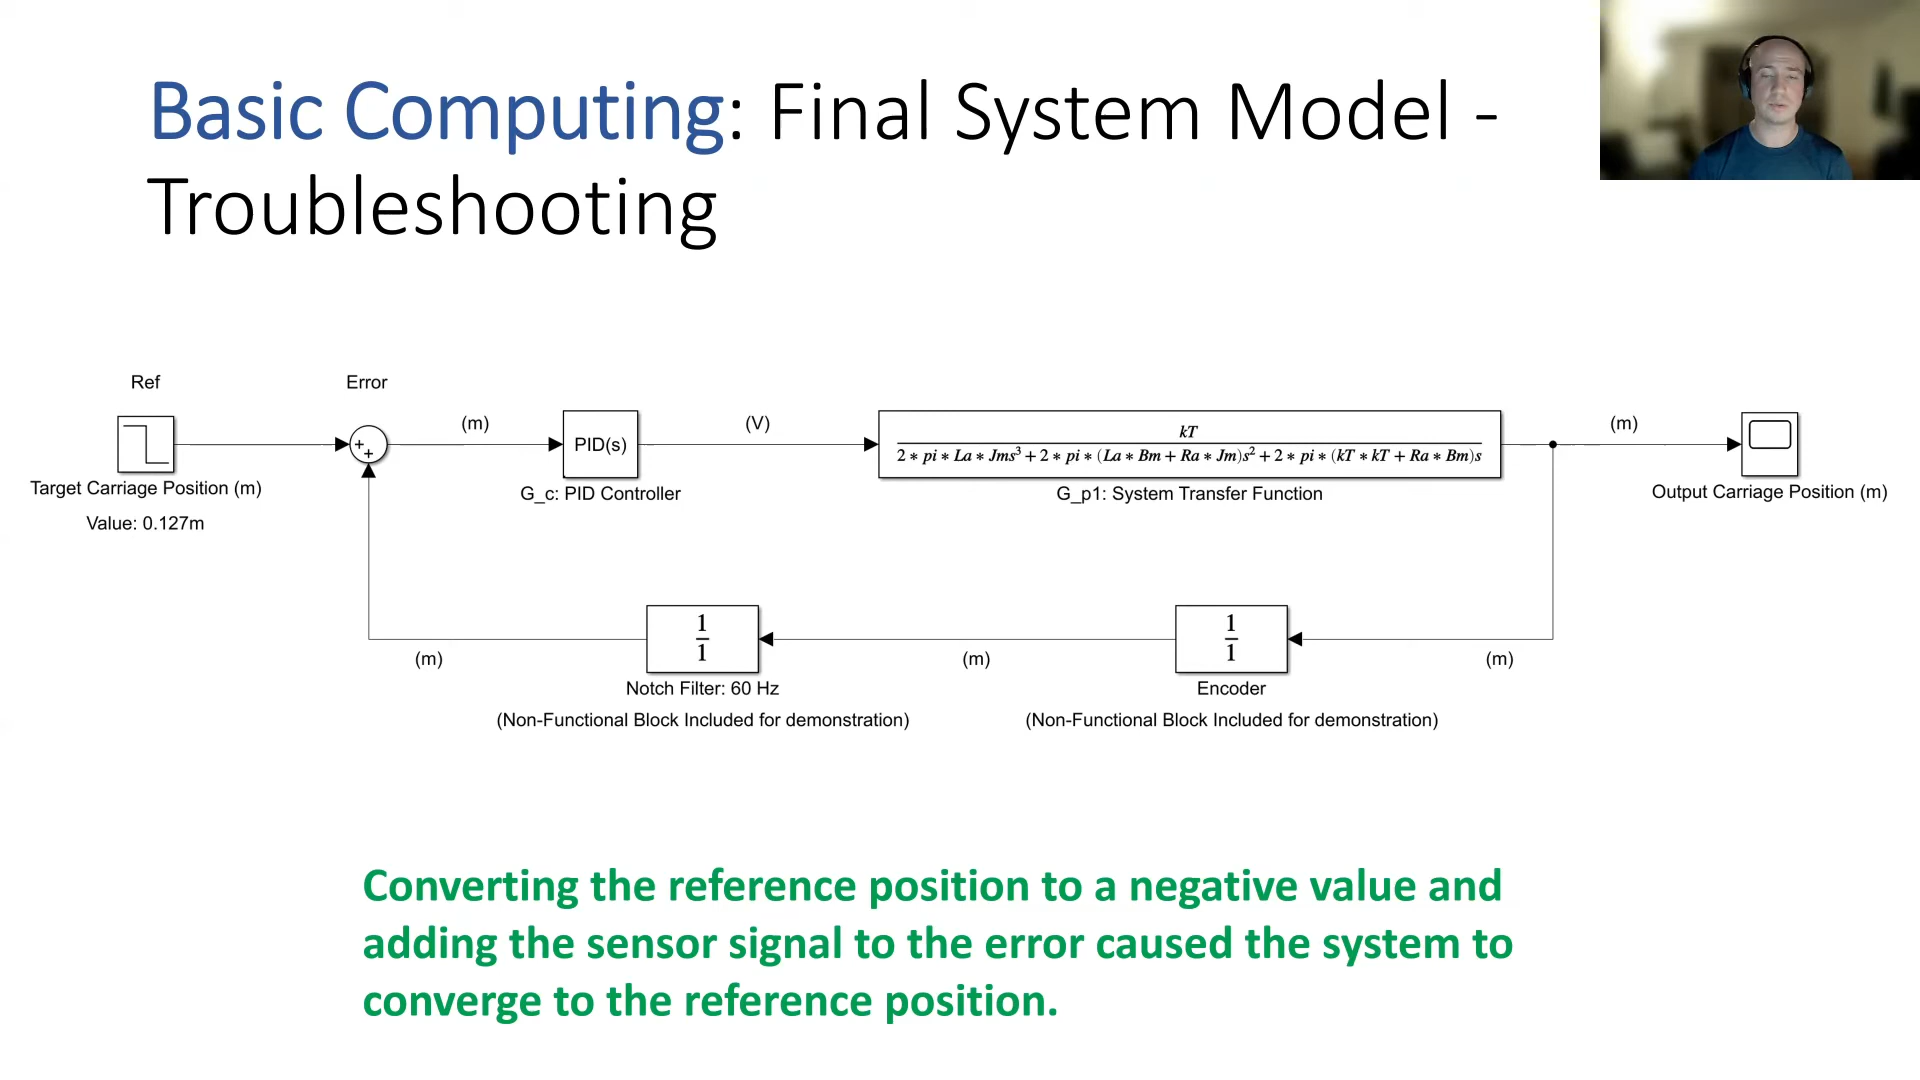 Basic Computing: Final System Model -
Troubleshooting
Ref
Error
(m)
(V)
(m)
+
+
PID(s)
kT
2 * pi * La * Jms³ + 2 * pi * (La * Bm + Ra * Jm)s² + 2 * pi * (kT * kT + Ra * Bm)s
Target Carriage Position (m)
Value: 0.127m
G_c: PID Controller
G_p1: System Transfer Function
Output Carriage Position (m)
1
1
1
1
(m)
(m)
(m)
Notch Filter: 60 Hz
Encoder
(Non-Functional Block Included for demonstration)
(Non-Functional Block Included for demonstration)
Converting the reference position to a negative value and
adding the sensor signal to the error caused the system to
converge to the reference position.